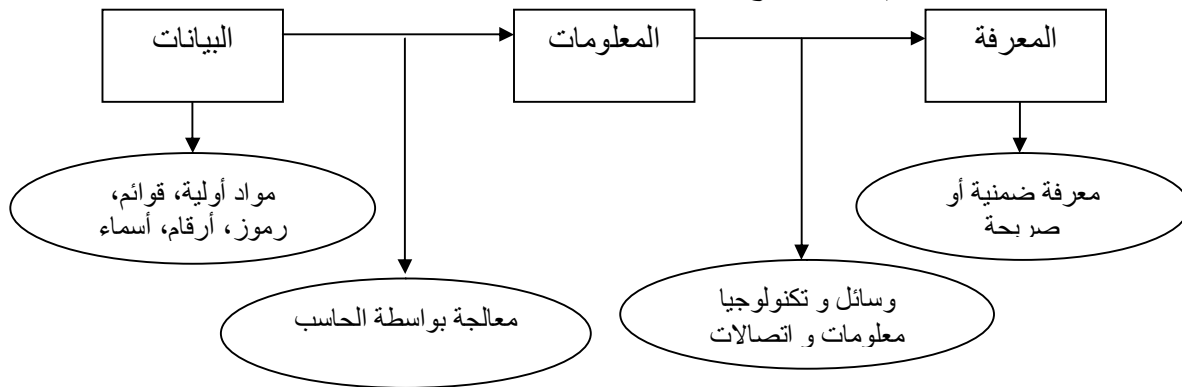 البيانات
المعلومات
المعرفة
مواد أولية، قوائم،
رموز، أرقام، أسماء
معالجة بواسطة الحاسب
وسائل و تكنولوجيا
معلومات و اتصالات
معرفة ضمنية أو
صريحة